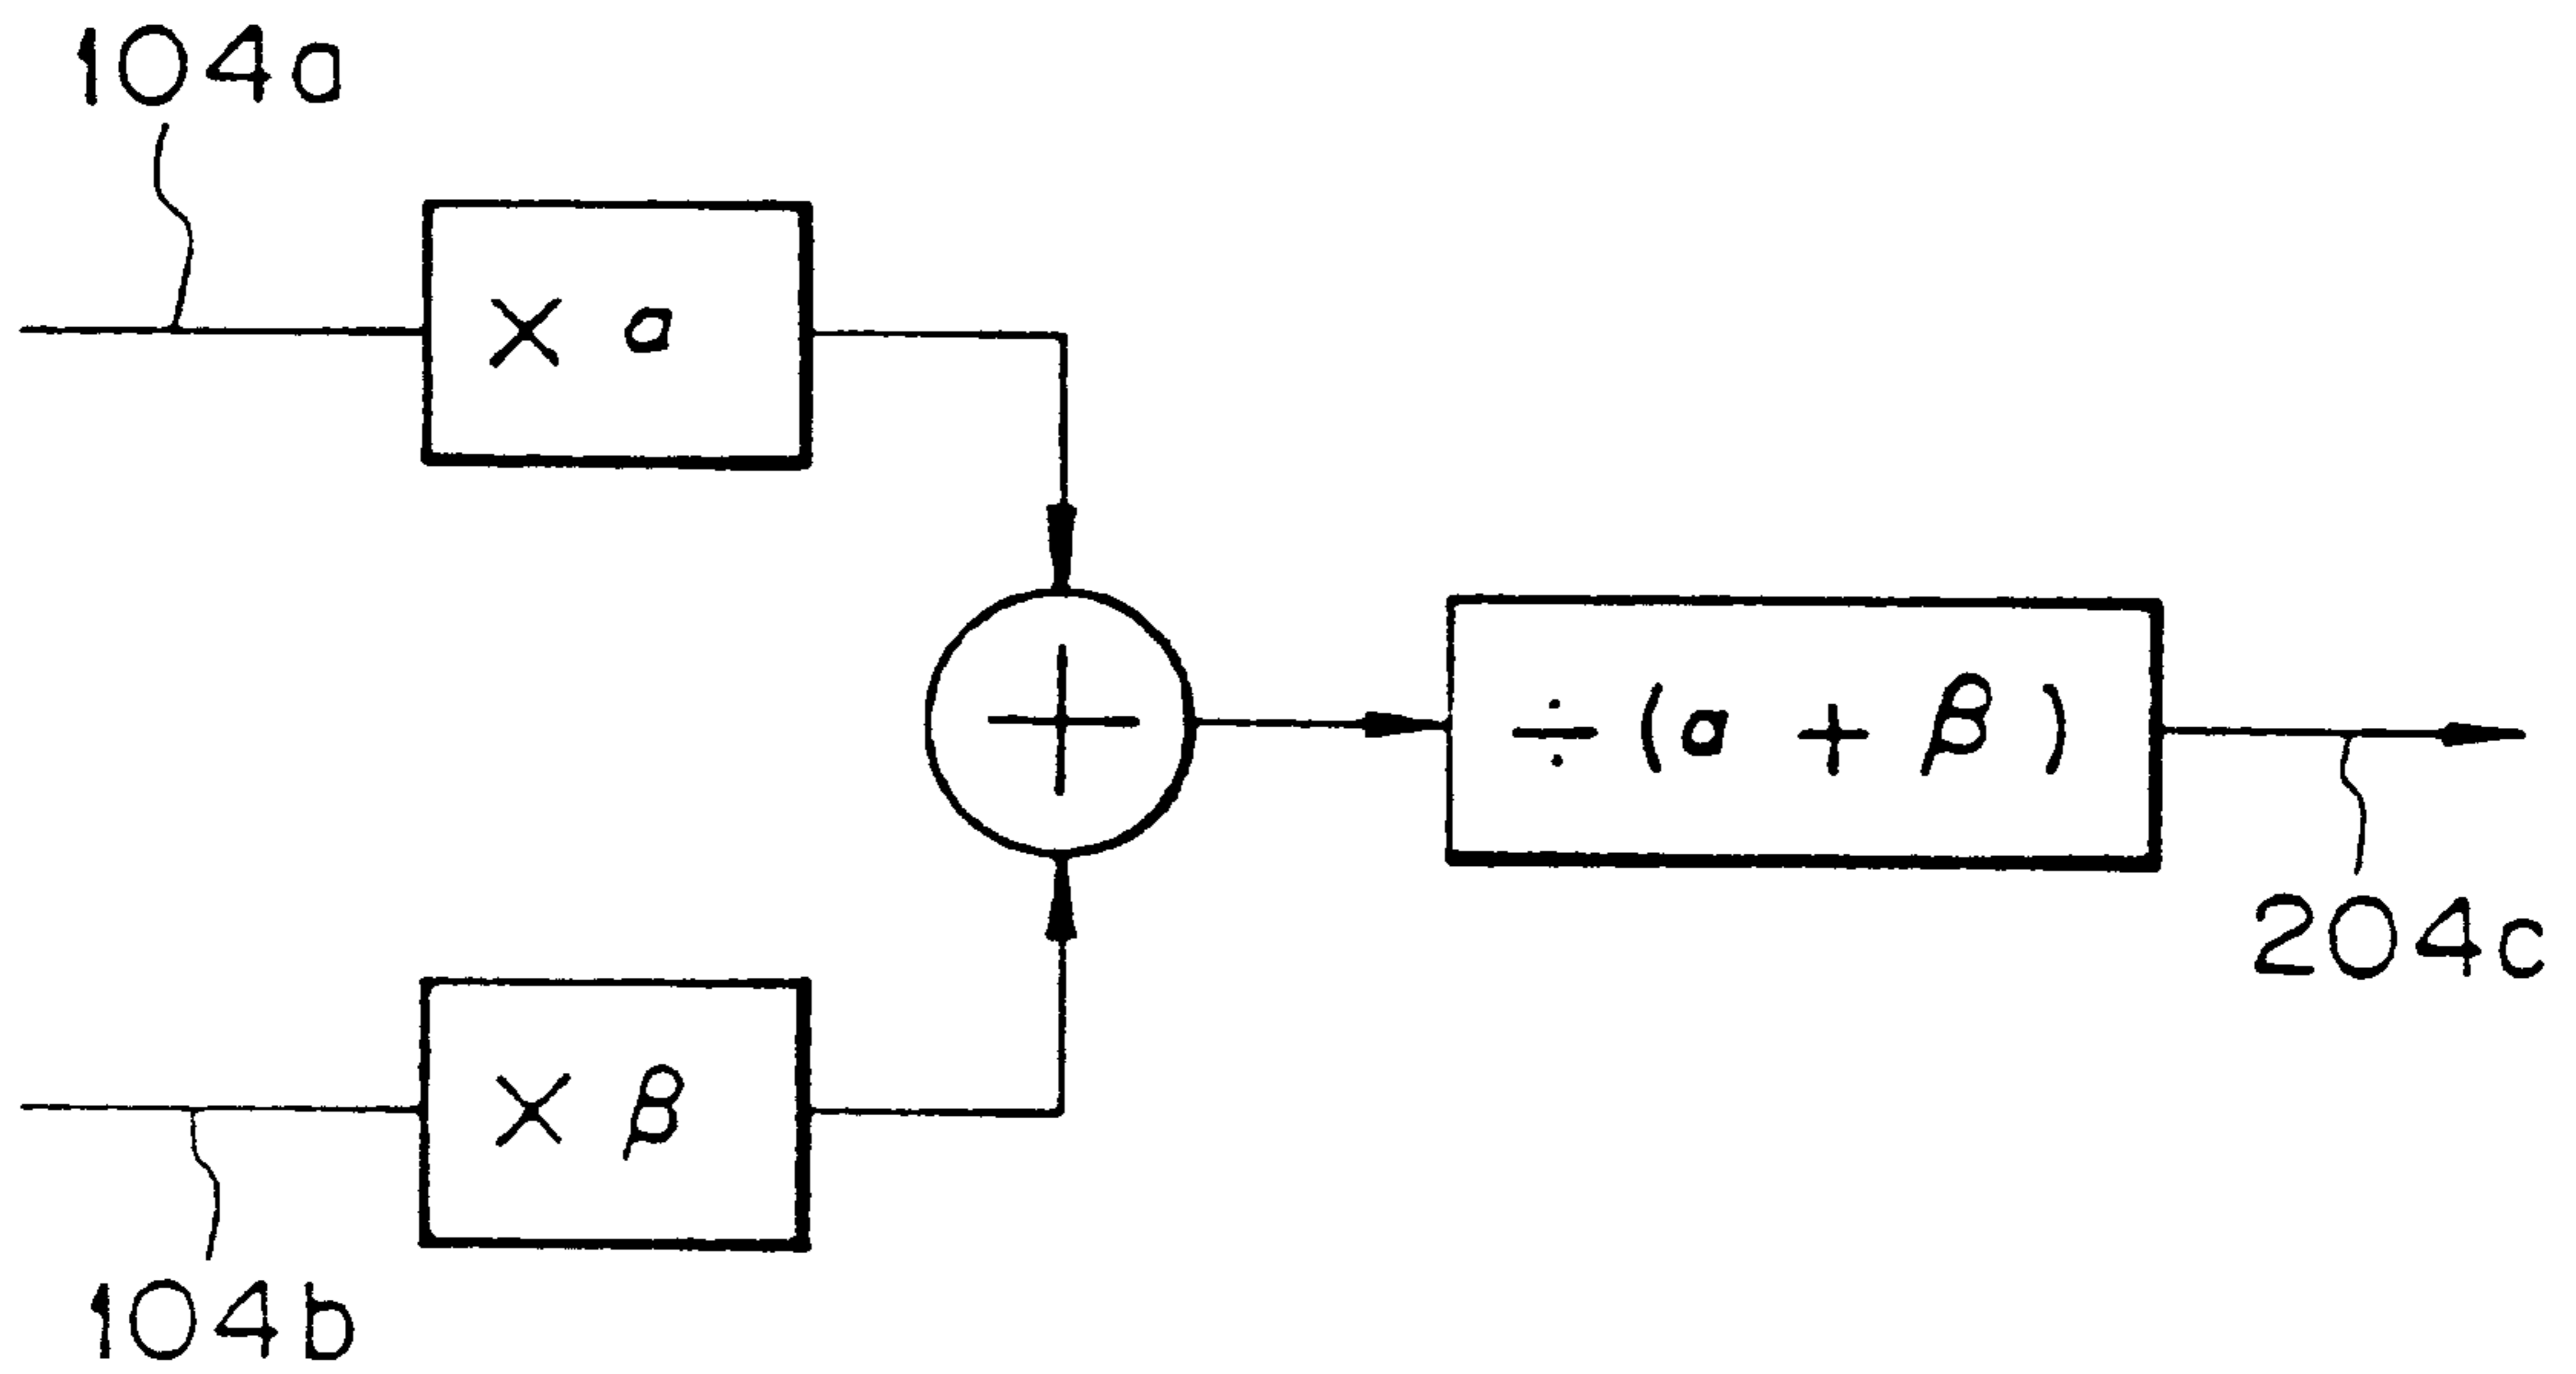 104a
× α
+
÷ (α + β)
204c
× β
104b